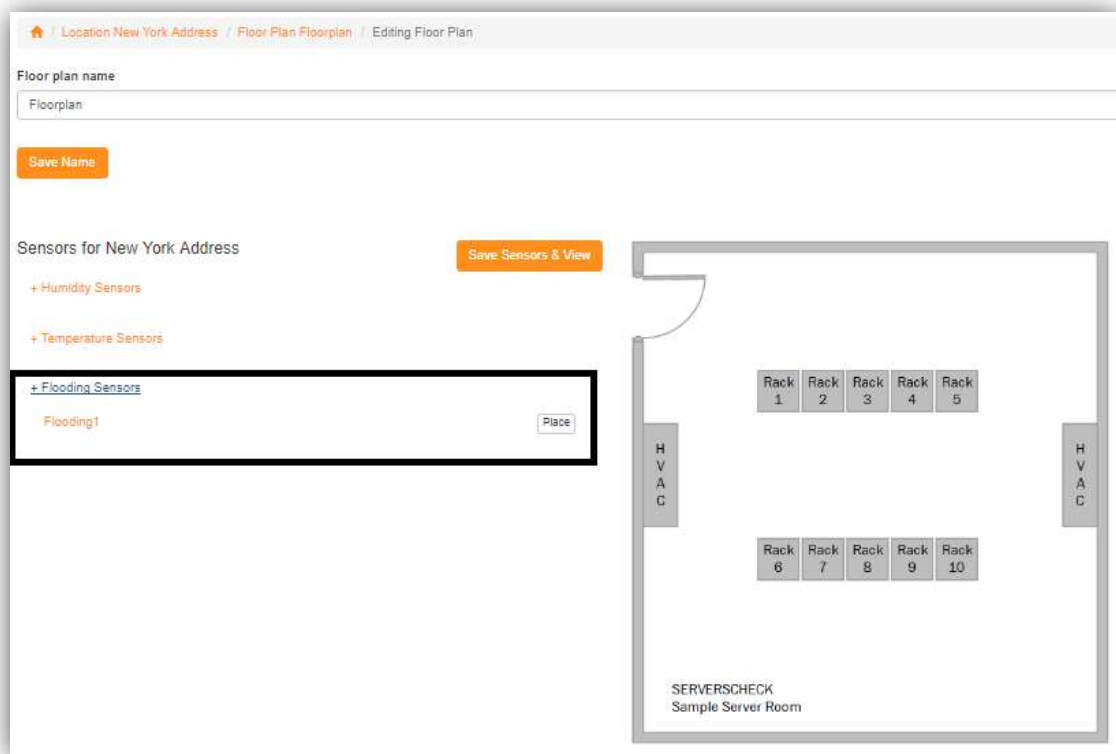 / Location New York Address / Floor Plan Floorplan / Editing Floor Plan
Floor plan name
Floorplan
Save Name
Sensors for New York Address
Save Sensors & View
+ Humidity Sensors
+ Temperature Sensors
+ Flooding Sensors
Flooding1
Place
Rack Rack Rack Rack Rack
1 2 3 4 5
H
V
A
C
H
V
A
C
Rack Rack Rack Rack Rack
6 7 8 9 10
SERVERSCHECK
Sample Server Room